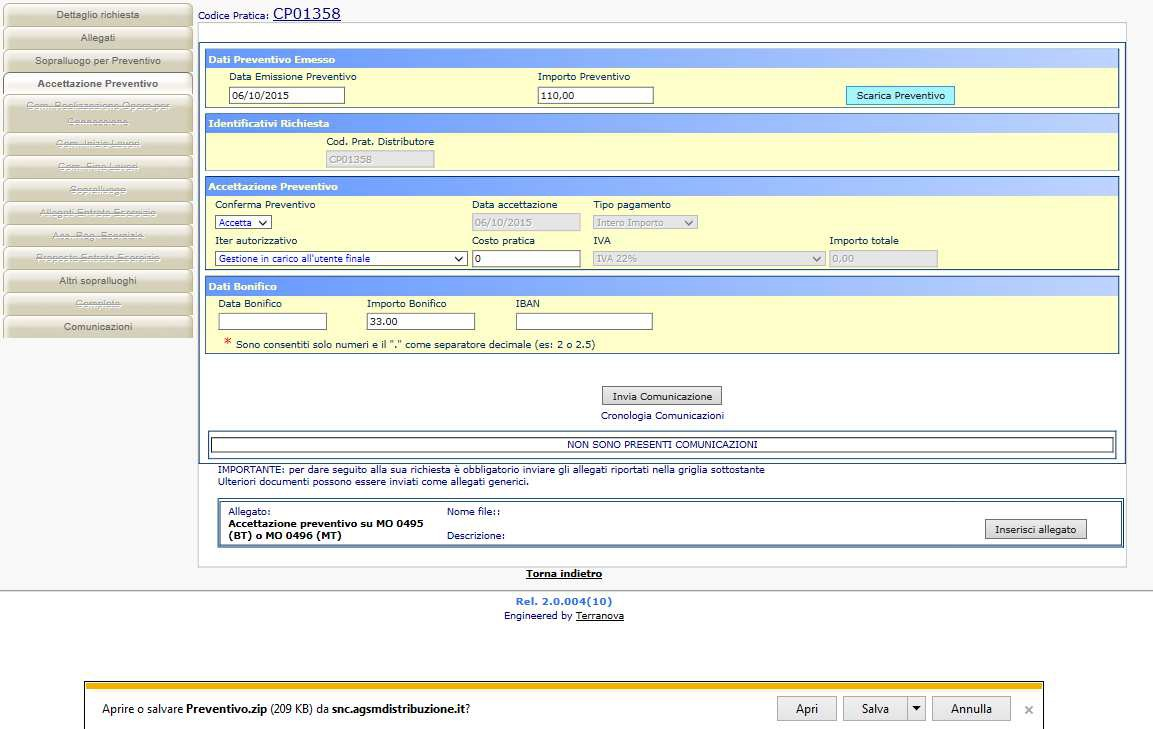 Dettaglio richiesta
Allegati
Sopralluogo per Preventivo
Accettazione Preventivo
Com. Realizzazione Opere per
Connessione
Com. Inizio Lavori
Com. Fine Lavori
Sopralluogo
Allegati Entrata Esercizio
Acc. Reg. Esercizio
Proposta Entrata Esercizio
Altri sopralluoghi
Completa
Comunicazioni
Codice Pratica: CP01358
Dati Preventivo Emesso
Data Emissione Preventivo Importo Preventivo
06/10/2015 110,00 Scarica Preventivo
Identificativi Richiesta
Cod. Prat. Distributore
CP01358
Accettazione Preventivo
Conferma Preventivo Data accettazione Tipo pagamento
Accetta 06/10/2015 Intero Importo
Iter autorizzativo Costo pratica IVA Importo totale
Gestione in carico all'utente finale 0 IVA 22% 0,00
Dati Bonifico
Data Bonifico Importo Bonifico IBAN
33.00
* Sono consentiti solo numeri e il "." come separatore decimale (es: 2 o 2.5)
Invia Comunicazione
Cronologia Comunicazioni
NON SONO PRESENTI COMUNICAZIONI
IMPORTANTE: per dare seguito alla sua richiesta è obbligatorio inviare gli allegati riportati nella griglia sottostante
Ulteriori documenti possono essere inviati come allegati generici.
Allegato: Nome file::
Accettazione preventivo su MO 0495
(BT) o MO 0496 (MT) Descrizione:
Inserisci allegato
Torna indietro
Rel. 2.0.004(10)
Engineered by Terranova
Aprire o salvare Preventivo.zip (209 KB) da snc.agsmdistribuzione.it? Apri Salva Annulla ×